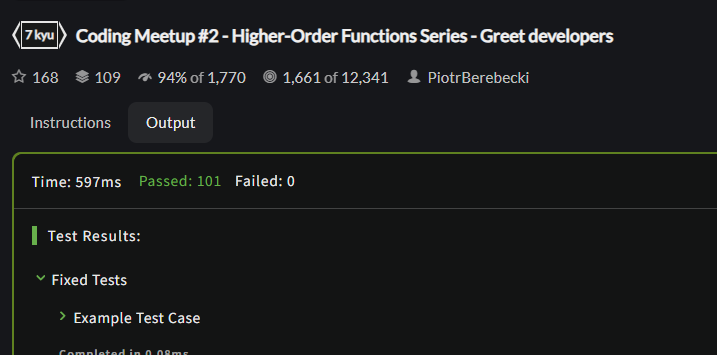 7 kyu Coding Meetup #2 - Higher-Order Functions Series - Greet developers
168 109 94% of 1,770 1,661 of 12,341 PiotrBerebecki
Instructions Output
Time: 597ms Passed: 101 Failed: 0
Test Results:
Fixed Tests
Example Test Case
Completed in 0.08ms